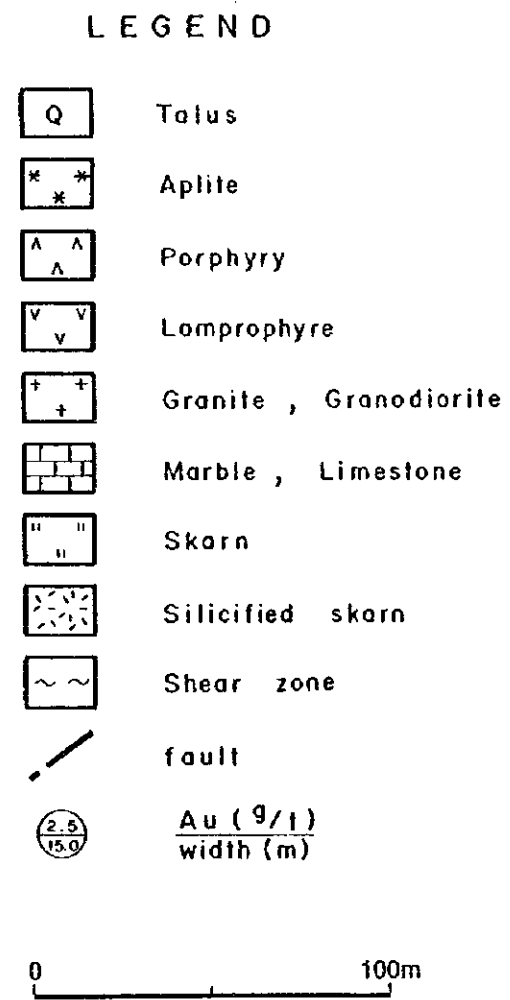 LEGEND
Q Talus
Aplite
Porphyry
Lamprophyre
Granite , Granodiorite
Marble , Limestone
Skarn
Silicified skarn
Shear zone
fault
2.5 Au ( g/t )
15.0 width (m)
0 100m